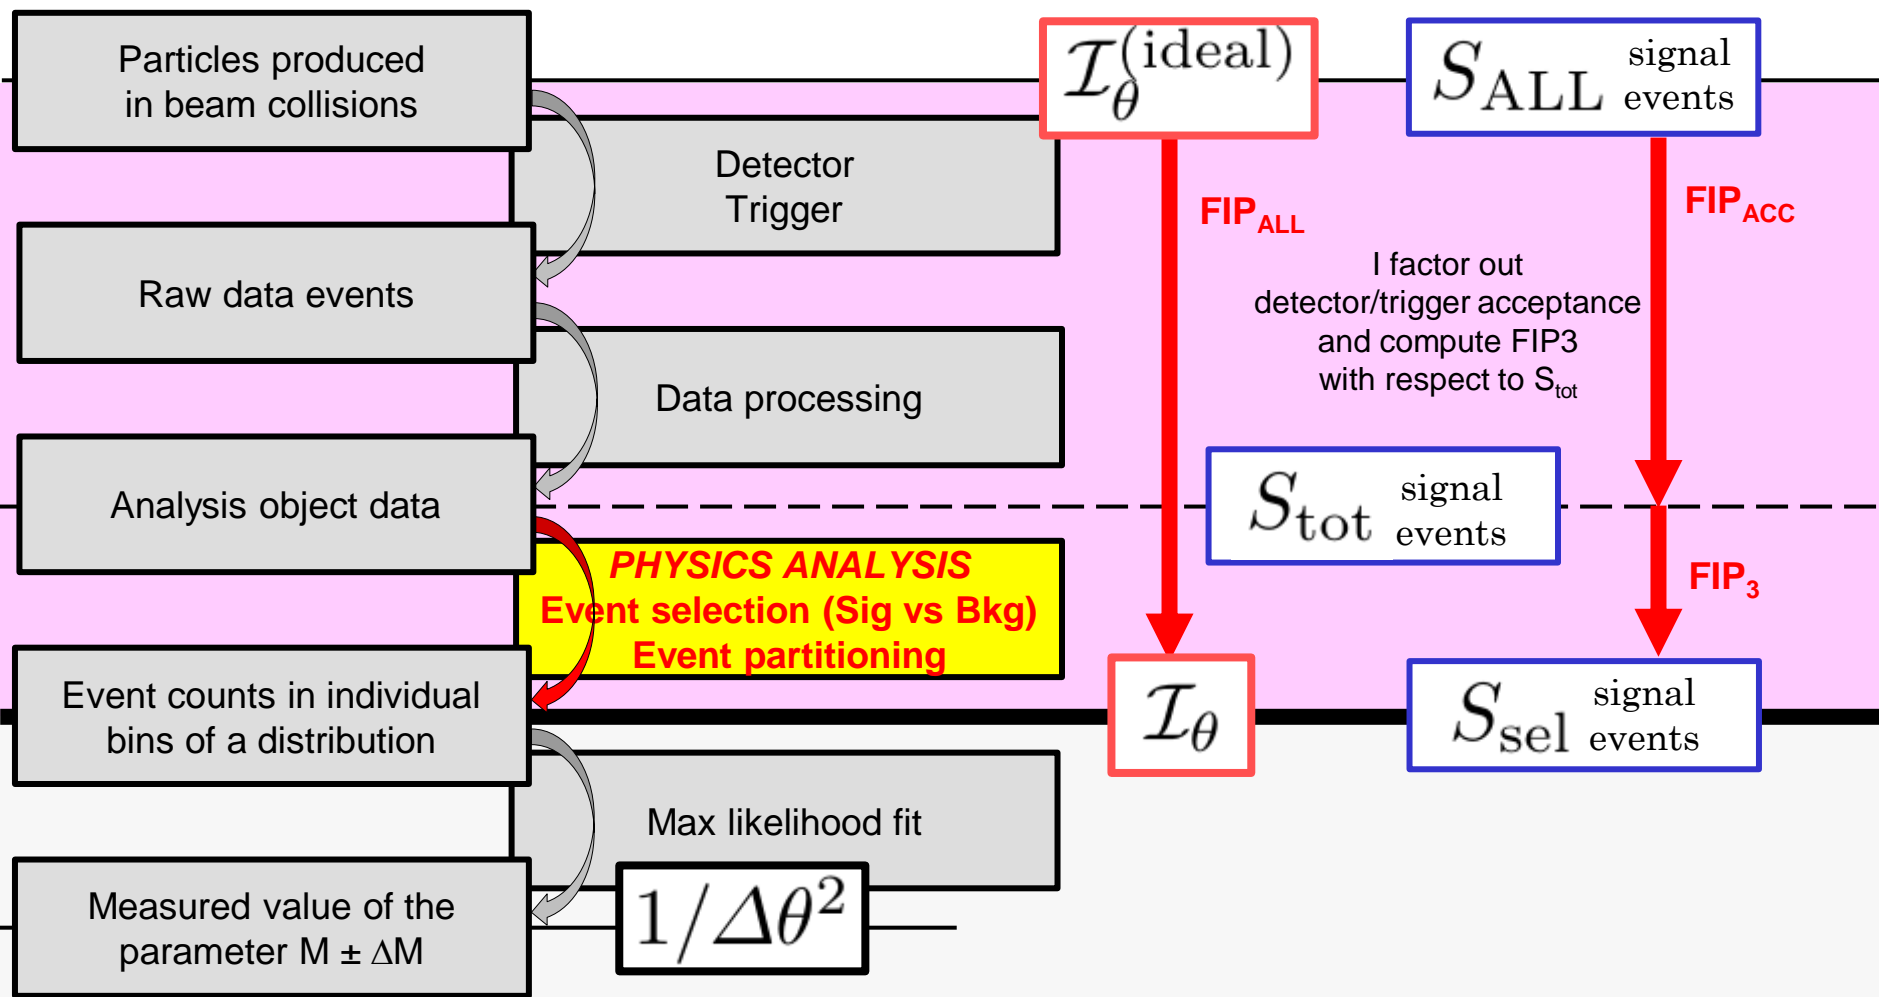 Particles produced
in beam collisions
Detector
Trigger
Raw data events
Data processing
Analysis object data
PHYSICS ANALYSIS
Event selection (Sig vs Bkg)
Event partitioning
Event counts in individual
bins of a distribution
Max likelihood fit
Measured value of the
parameter M ± ΔM
1/Δθ²
𝓘_θ^(ideal)
FIP_ALL
𝓘_θ
S_ALL signal
events
FIP_ACC
I factor out
detector/trigger acceptance
and compute FIP3
with respect to S_tot
S_tot signal
events
FIP_3
S_sel signal
events